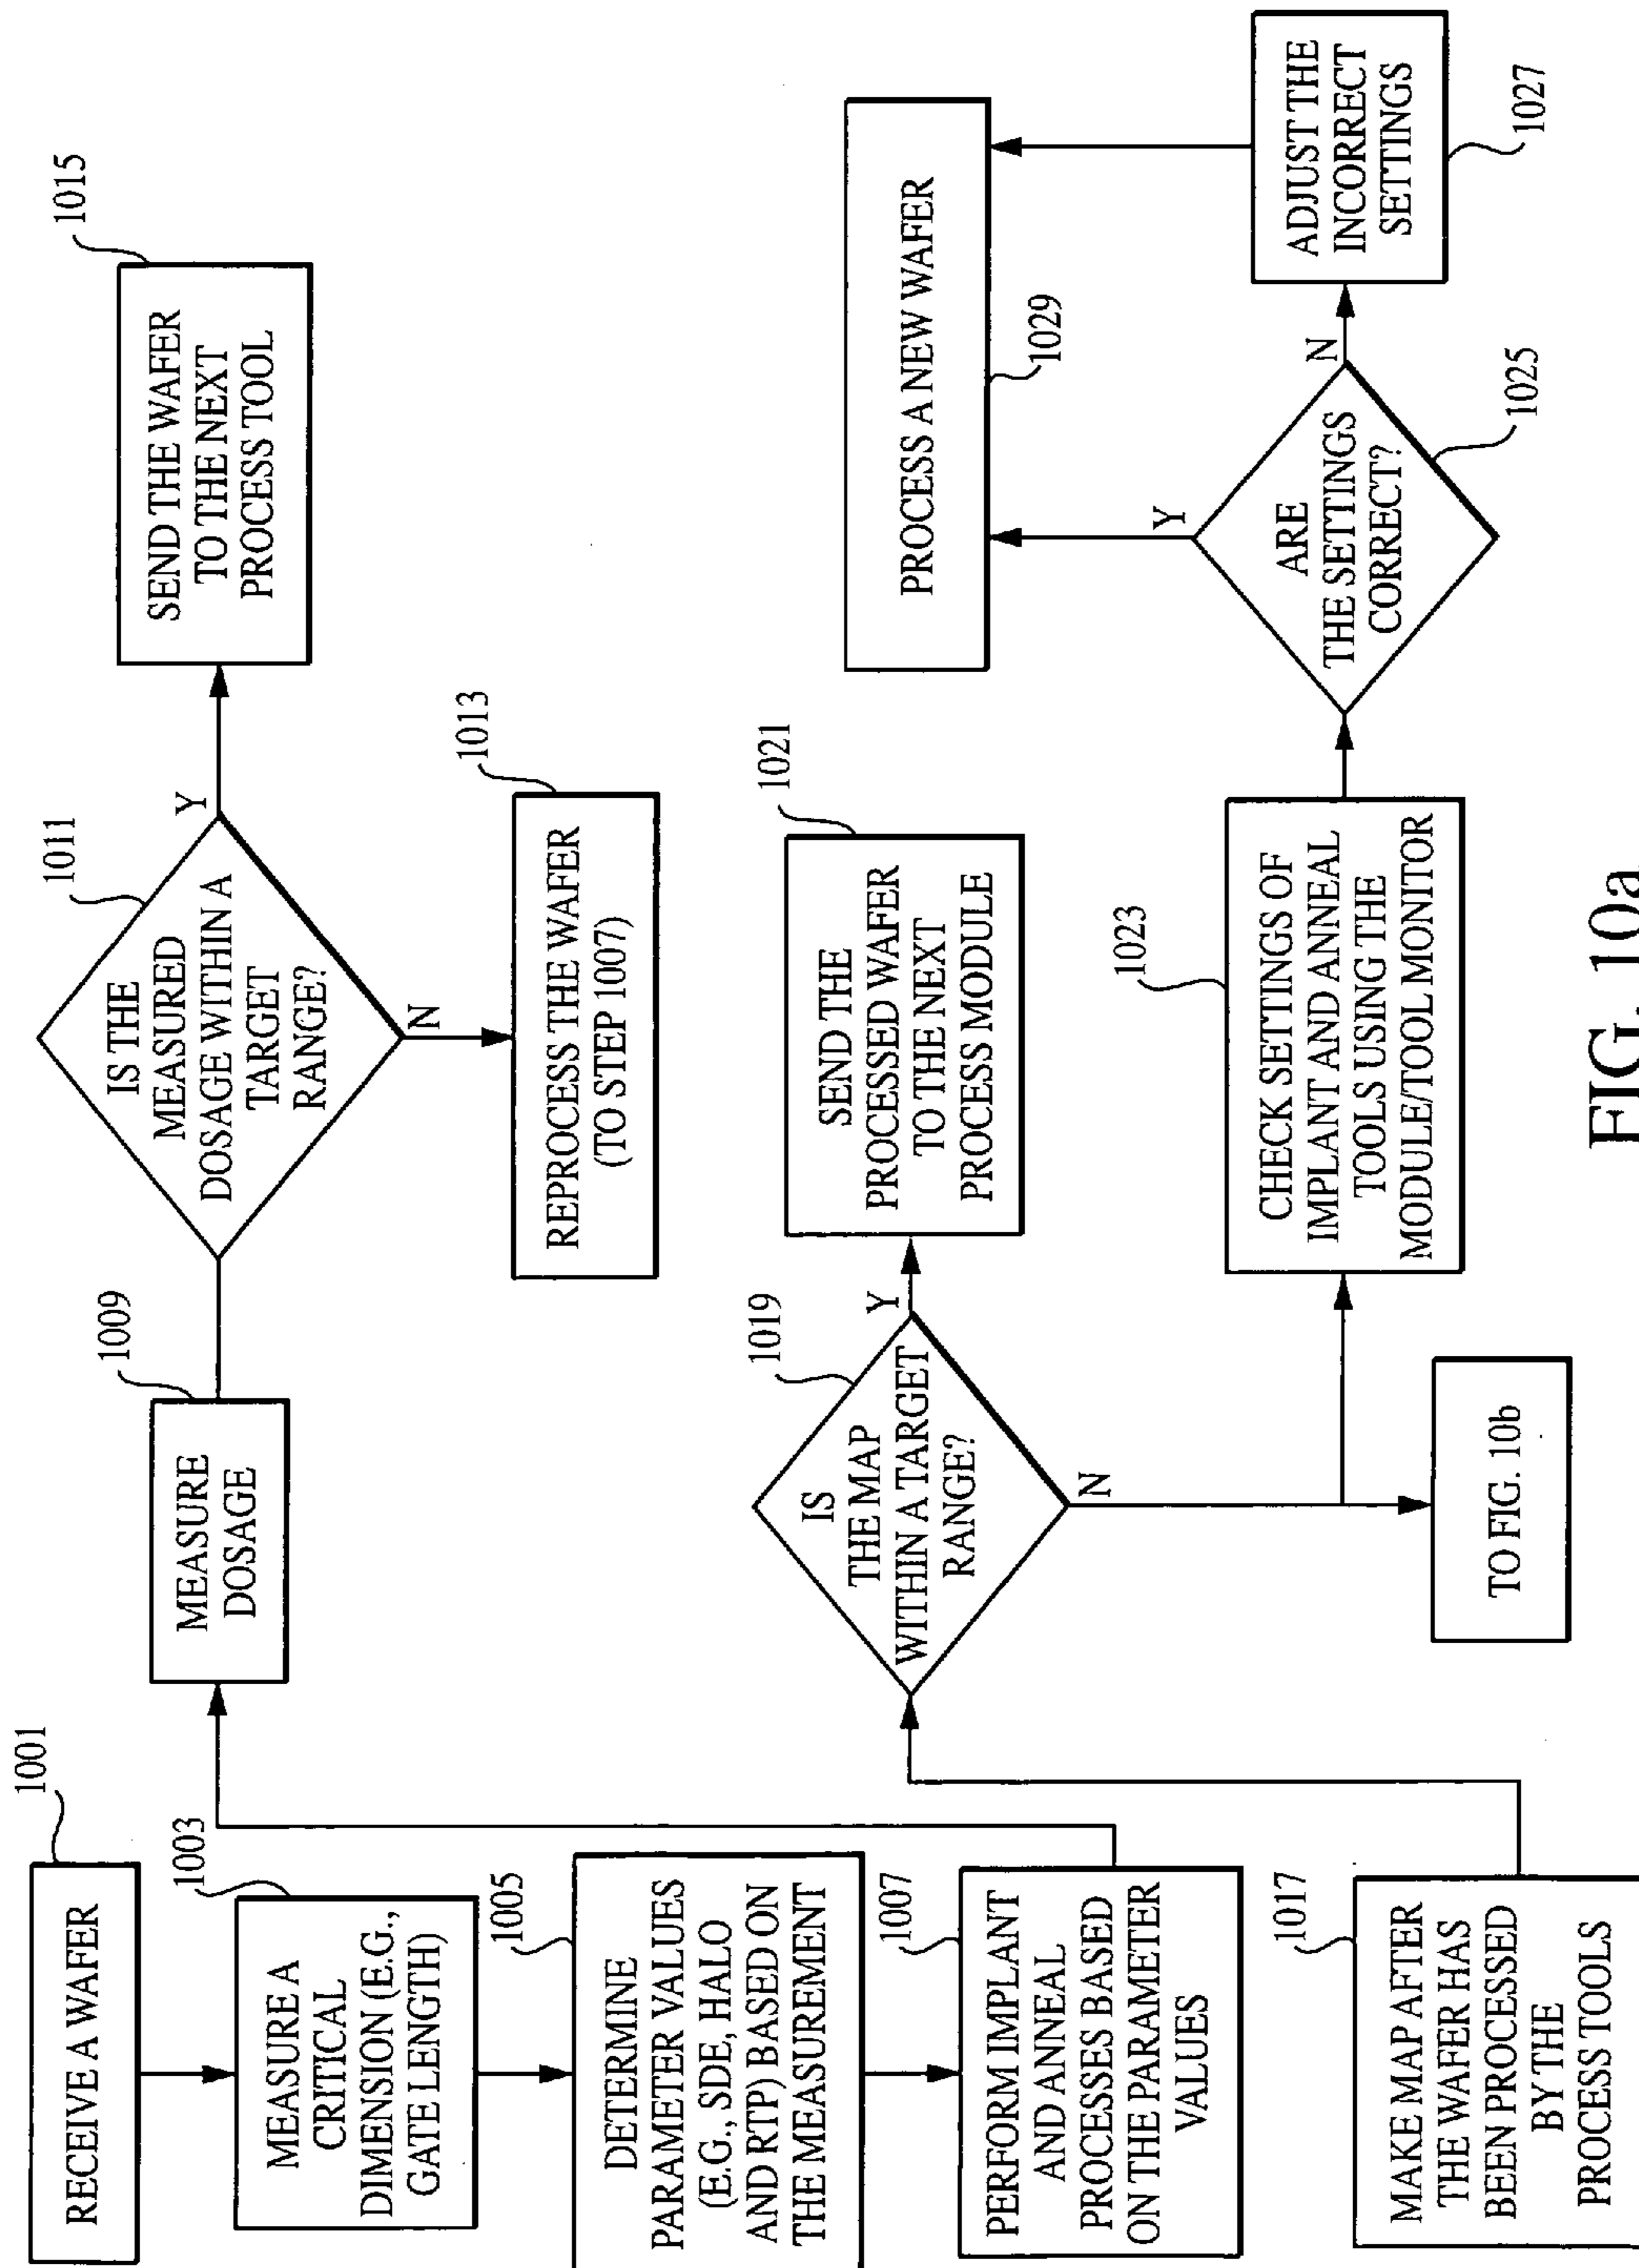 1001
RECEIVE A WAFER
1003
MEASURE A
CRITICAL
DIMENSION (E.G.,
GATE LENGTH)
1005
DETERMINE
PARAMETER VALUES
(E.G., SDE, HALO
AND RTP) BASED ON
THE MEASUREMENT
1007
PERFORM IMPLANT
AND ANNEAL
PROCESSES BASED
ON THE PARAMETER
VALUES
1009
MEASURE
DOSAGE
1011
IS THE
MEASURED
DOSAGE WITHIN A
TARGET
RANGE?
Y
N
1013
REPROCESS THE WAFER
(TO STEP 1007)
1015
SEND THE WAFER
TO THE NEXT
PROCESS TOOL
1017
MAKE MAP AFTER
THE WAFER HAS
BEEN PROCESSED
BY THE
PROCESS TOOLS
1019
IS
THE MAP
WITHIN A TARGET
RANGE?
Y
N
1021
SEND THE
PROCESSED WAFER
TO THE NEXT
PROCESS MODULE
TO FIG. 10b
1023
CHECK SETTINGS OF
IMPLANT AND ANNEAL
TOOLS USING THE
MODULE/TOOL MONITOR
ARE
THE SETTINGS
CORRECT?
1025
Y
N
ADJUST THE
INCORRECT
SETTINGS
1027
PROCESS A NEW WAFER
1029
FIG. 10a